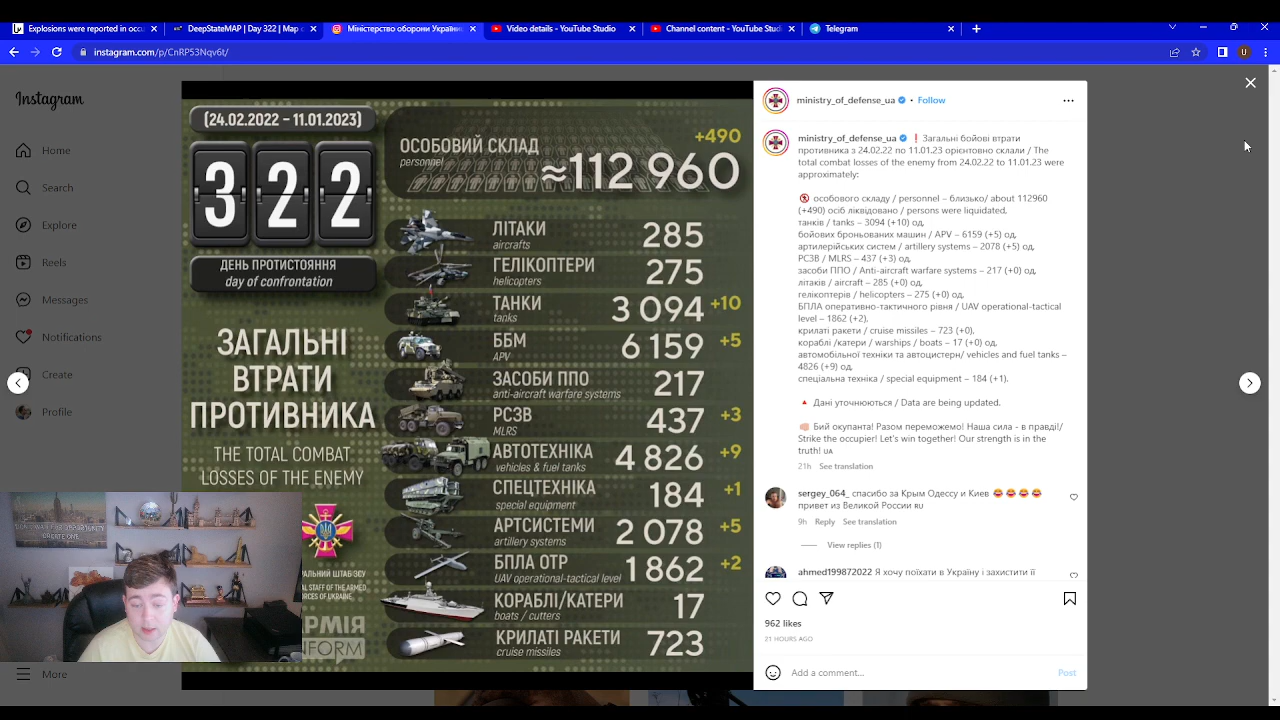 Explosions were reported in occu
DeepStateMAP | Day 322 | Map o
Міністерство оборони України
Video details - YouTube Studio
Channel content - YouTube Stud
Telegram
instagram.com/p/CnRP53Nqv6t/
U
Instagram
Home
Search
Explore
Reels
Messages
Notifications
Create
Profile
More
(24.02.2022 – 11.01.2023)
322
ДЕНЬ ПРОТИСТОЯННЯ
day of confrontation
ЗАГАЛЬНІ
ВТРАТИ
ПРОТИВНИКА
THE TOTAL COMBAT
LOSSES OF THE ENEMY
ОСОБОВИЙ СКЛАД
personnel
+490
≈112 960
ЛІТАКИ
aircrafts
285
ГЕЛІКОПТЕРИ
helicopters
275
ТАНКИ
tanks
3 094 +10
ББМ
APV
6 159 +5
ЗАСОБИ ППО
anti-aircraft warfare systems
217
РСЗВ
MLRS
437 +3
АВТОТЕХНІКА
vehicles & fuel tanks
4 826 +9
СПЕЦТЕХНІКА
special equipment
184 +1
АРТСИСТЕМИ
artillery systems
2 078 +5
БПЛА ОТР
UAV operational-tactical level
1 862 +2
КОРАБЛІ/КАТЕРИ
boats / cutters
17
КРИЛАТІ РАКЕТИ
cruise missiles
723
ministry_of_defense_ua • Follow
ministry_of_defense_ua ❗ Загальні бойові втрати
противника з 24.02.22 по 11.01.23 орієнтовно склали / The
total combat losses of the enemy from 24.02.22 to 11.01.23 were
approximately:
особового складу / personnel – близько/ about 112960
(+490) осіб ліквідовано / persons were liquidated,
танків / tanks – 3094 (+10) од,
бойових броньованих машин / APV – 6159 (+5) од,
артилерійських систем / artillery systems – 2078 (+5) од,
РСЗВ / MLRS – 437 (+3) од,
засоби ППО / Anti-aircraft warfare systems – 217 (+0) од,
літаків / aircraft – 285 (+0) од,
гелікоптерів / helicopters – 275 (+0) од,
БПЛА оперативно-тактичного рівня / UAV operational-tactical
level – 1862 (+2),
крилаті ракети / cruise missiles – 723 (+0),
кораблі /катери / warships / boats – 17 (+0) од,
автомобільної техніки та автоцистерн/ vehicles and fuel tanks –
4826 (+9) од,
спеціальна техніка / special equipment – 184 (+1).
🔺 Дані уточнюються / Data are being updated.
👊🏻 Бий окупанта! Разом переможемо! Наша сила - в правді!/
Strike the occupier! Let's win together! Our strength is in the
truth! UA
21h See translation
sergey_064_ спасибо за Крым Одессу и Киев 😂😂😂😂
привет из Великой России RU
9h Reply See translation
View replies (1)
ahmed199872022 Я хочу поїхати в Україну і захистити її
962 likes
21 HOURS AGO
Add a comment...
Post